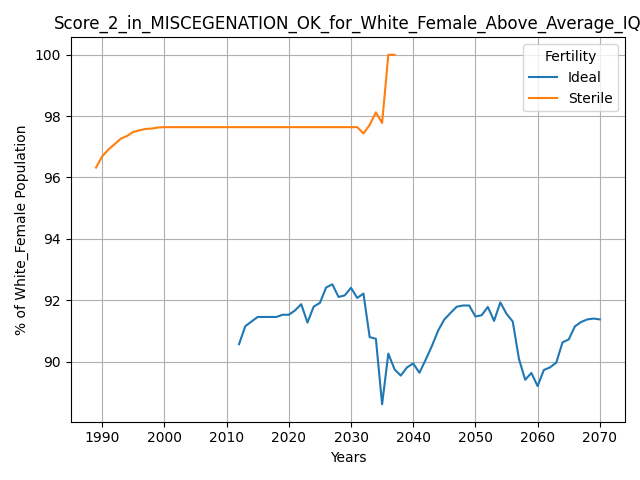 Score_2_in_MISCEGENATION_OK_for_White_Female_Above_Average_IQ
% of White_Female Population
100
98
96
94
92
90
Fertility
Ideal
Sterile
1990 2000 2010 2020 2030 2040 2050 2060 2070
Years